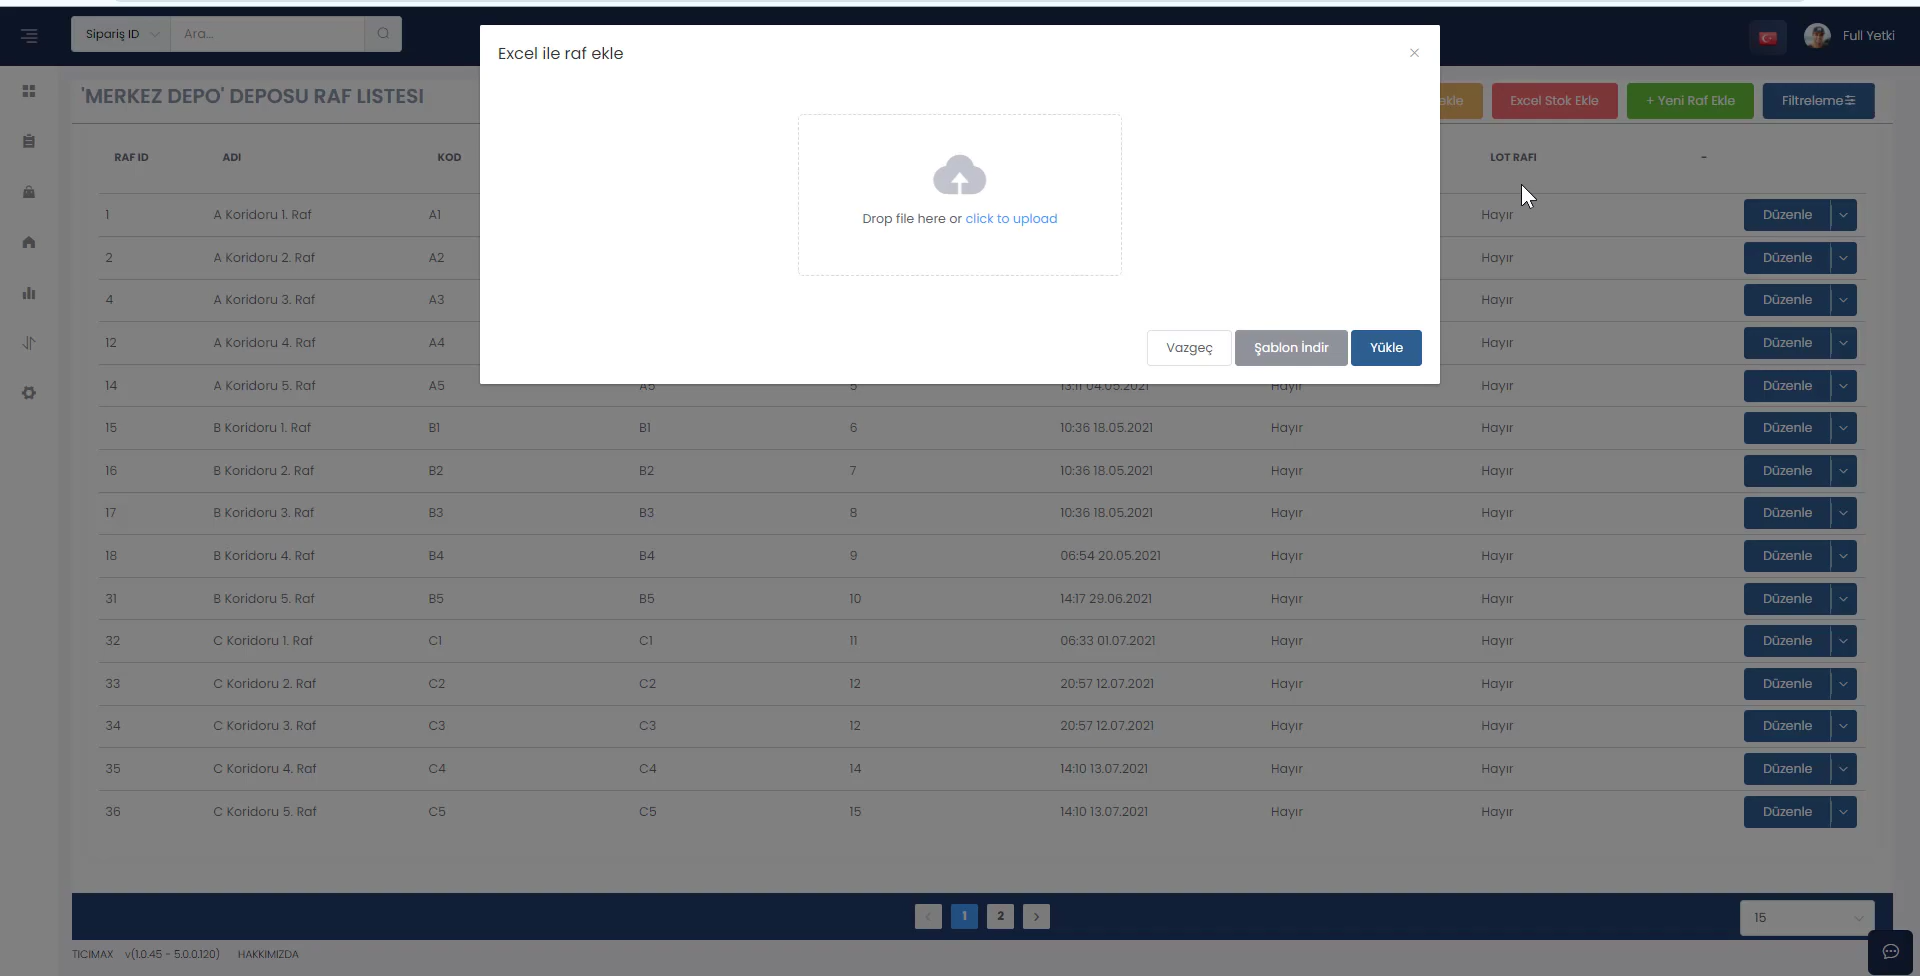 Sipariş ID Ara...
Full Yetki
Excel ile raf ekle
'MERKEZ DEPO' DEPOSU RAF LISTESI
ekle Excel Stok Ekle + Yeni Raf Ekle Filtreleme
Drop file here or click to upload
Vazgeç Şablon İndir Yükle
RAF ID ADI KOD LOT RAFI -
1 A Koridoru 1. Raf A1 Hayır Düzenle
2 A Koridoru 2. Raf A2 Hayır Düzenle
4 A Koridoru 3. Raf A3 Hayır Düzenle
12 A Koridoru 4. Raf A4 Hayır Düzenle
14 A Koridoru 5. Raf A5 A5 5 13:11 04.05.2021 Hayır Hayır Düzenle
15 B Koridoru 1. Raf B1 B1 6 10:36 18.05.2021 Hayır Hayır Düzenle
16 B Koridoru 2. Raf B2 B2 7 10:36 18.05.2021 Hayır Hayır Düzenle
17 B Koridoru 3. Raf B3 B3 8 10:36 18.05.2021 Hayır Hayır Düzenle
18 B Koridoru 4. Raf B4 B4 9 06:54 20.05.2021 Hayır Hayır Düzenle
31 B Koridoru 5. Raf B5 B5 10 14:17 29.06.2021 Hayır Hayır Düzenle
32 C Koridoru 1. Raf C1 C1 11 06:33 01.07.2021 Hayır Hayır Düzenle
33 C Koridoru 2. Raf C2 C2 12 20:57 12.07.2021 Hayır Hayır Düzenle
34 C Koridoru 3. Raf C3 C3 12 20:57 12.07.2021 Hayır Hayır Düzenle
35 C Koridoru 4. Raf C4 C4 14 14:10 13.07.2021 Hayır Hayır Düzenle
36 C Koridoru 5. Raf C5 C5 15 14:10 13.07.2021 Hayır Hayır Düzenle
1 2 15
TICIMAX v(1.0.45 - 5.0.0.120) HAKKIMIZDA